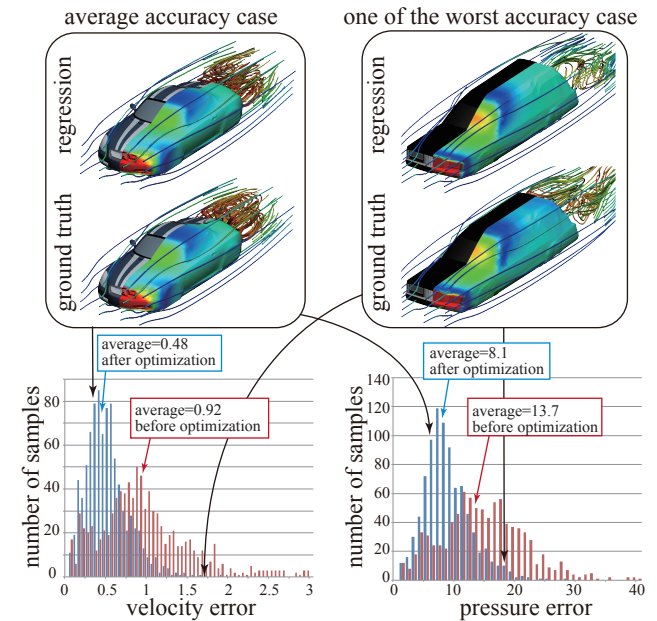 average accuracy case
one of the worst accuracy case
regression
ground truth
regression
ground truth
average=0.48
after optimization
average=0.92
before optimization
number of samples
80
60
40
20
0
0
0.5
1
1.5
2
2.5
3
velocity error
average=8.1
after optimization
average=13.7
before optimization
number of samples
140
120
100
80
60
40
20
0
0
10
20
30
40
pressure error